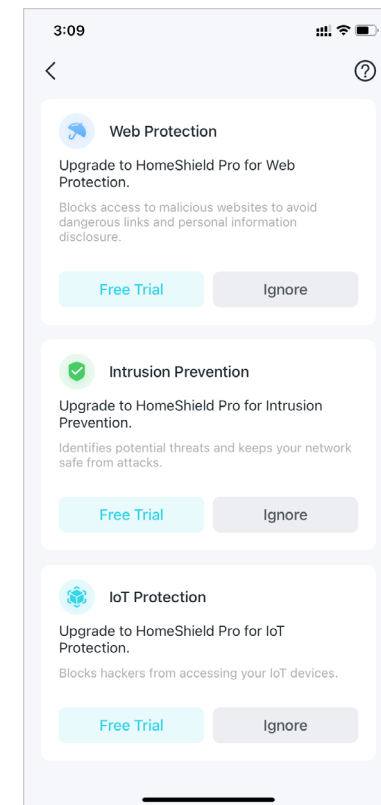 3:09
Web Protection
Upgrade to HomeShield Pro for Web
Protection.
Blocks access to malicious websites to avoid
dangerous links and personal information
disclosure.
Free Trial
Ignore
Intrusion Prevention
Upgrade to HomeShield Pro for Intrusion
Prevention.
Identifies potential threats and keeps your network
safe from attacks.
Free Trial
Ignore
IoT Protection
Upgrade to HomeShield Pro for IoT
Protection.
Blocks hackers from accessing your IoT devices.
Free Trial
Ignore